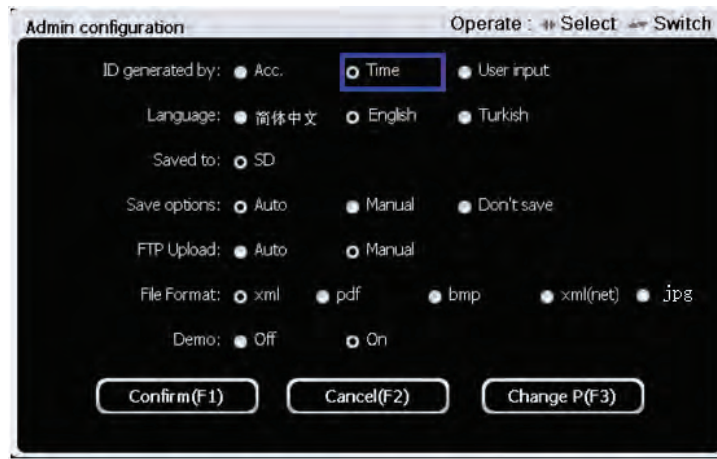 Admin configuration Operate : Select Switch
ID generated by: Acc. Time User input
Language: 简体中文 English Turkish
Saved to: SD
Save options: Auto Manual Don't save
FTP Upload: Auto Manual
File Format: xml pdf bmp xml(net) jpg
Demo: Off On
Confirm(F1) Cancel(F2) Change P(F3)